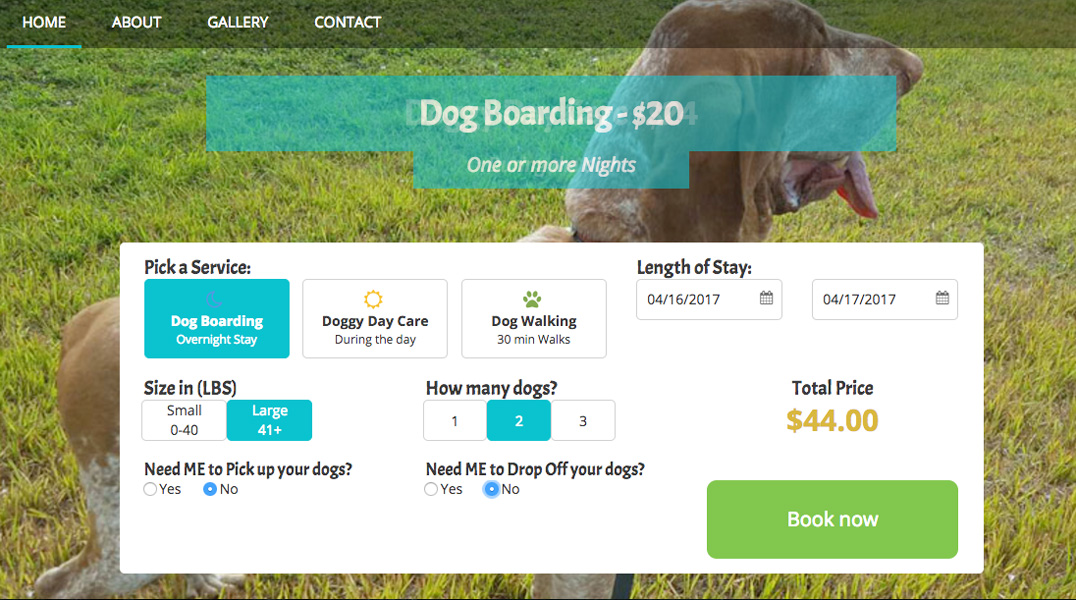 HOME ABOUT GALLERY CONTACT
Dog Boarding - $20
One or more Nights
Pick a Service:
Length of Stay:
Dog Boarding
Overnight Stay
Doggy Day Care
During the day
Dog Walking
30 min Walks
04/16/2017
04/17/2017
Size in (LBS)
Small
0-40
Large
41+
How many dogs?
1 2 3
Total Price
$44.00
Need ME to Pick up your dogs?
Yes No
Need ME to Drop Off your dogs?
Yes No
Book now